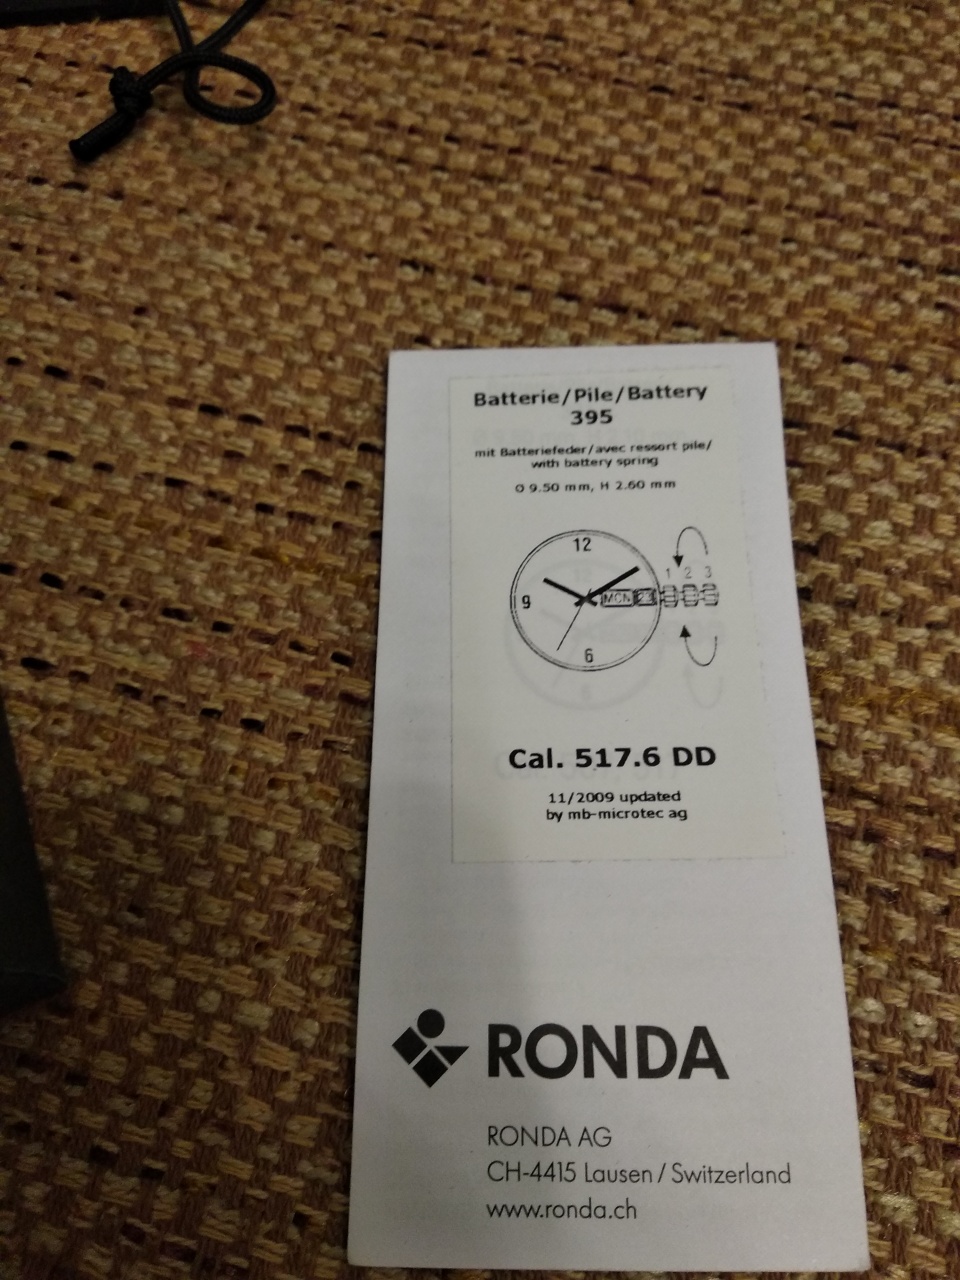 Batterie/Pile/Battery
395
mit Batteriefeder/avec ressort pile/
with battery spring
Ø 9.50 mm, H 2.60 mm
12
1 2 3
9
MON 23
6
Cal. 517.6 DD
11/2009 updated
by mb-microtec ag
RONDA
RONDA AG
CH-4415 Lausen / Switzerland
www.ronda.ch